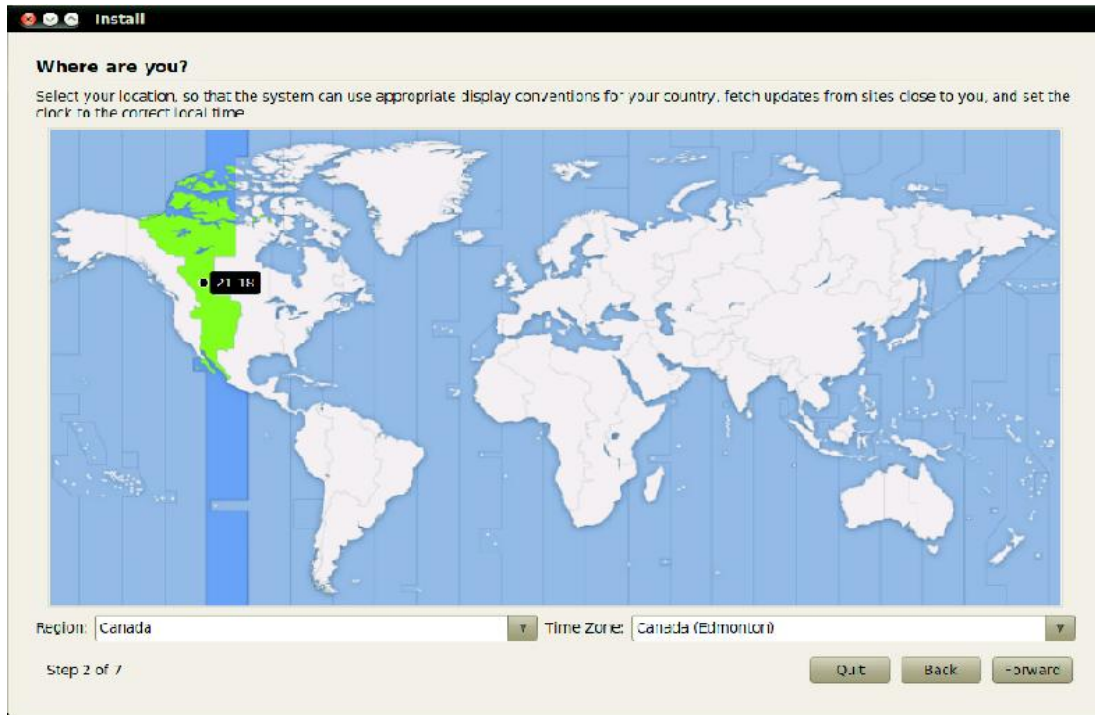 Install
Where are you?
Select your location, so that the system can use appropriate display conventions for your country, fetch updates from sites close to you, and set the
clock to the correct local time
21 18
Region: Canada Time Zone: Canada (Edmonton)
Step 2 of 7 Quit Back Forward